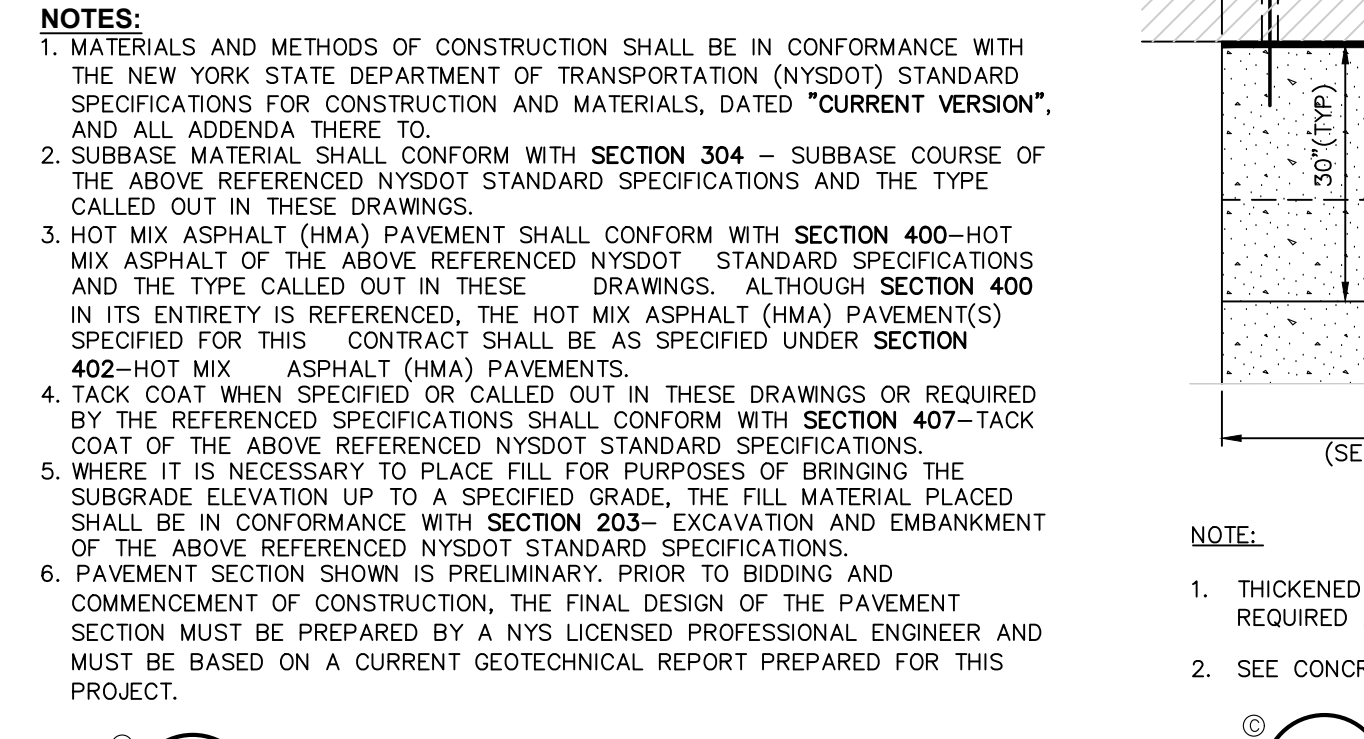 NOTES:
1. MATERIALS AND METHODS OF CONSTRUCTION SHALL BE IN CONFORMANCE WITH
THE NEW YORK STATE DEPARTMENT OF TRANSPORTATION (NYSDOT) STANDARD
SPECIFICATIONS FOR CONSTRUCTION AND MATERIALS, DATED "CURRENT VERSION",
AND ALL ADDENDA THERE TO.
2. SUBBASE MATERIAL SHALL CONFORM WITH SECTION 304 – SUBBASE COURSE OF
THE ABOVE REFERENCED NYSDOT STANDARD SPECIFICATIONS AND THE TYPE
CALLED OUT IN THESE DRAWINGS.
3. HOT MIX ASPHALT (HMA) PAVEMENT SHALL CONFORM WITH SECTION 400–HOT
MIX ASPHALT OF THE ABOVE REFERENCED NYSDOT STANDARD SPECIFICATIONS
AND THE TYPE CALLED OUT IN THESE DRAWINGS. ALTHOUGH SECTION 400
IN ITS ENTIRETY IS REFERENCED, THE HOT MIX ASPHALT (HMA) PAVEMENT(S)
SPECIFIED FOR THIS CONTRACT SHALL BE AS SPECIFIED UNDER SECTION
402–HOT MIX ASPHALT (HMA) PAVEMENTS.
4. TACK COAT WHEN SPECIFIED OR CALLED OUT IN THESE DRAWINGS OR REQUIRED
BY THE REFERENCED SPECIFICATIONS SHALL CONFORM WITH SECTION 407–TACK
COAT OF THE ABOVE REFERENCED NYSDOT STANDARD SPECIFICATIONS.
5. WHERE IT IS NECESSARY TO PLACE FILL FOR PURPOSES OF BRINGING THE
SUBGRADE ELEVATION UP TO A SPECIFIED GRADE, THE FILL MATERIAL PLACED
SHALL BE IN CONFORMANCE WITH SECTION 203– EXCAVATION AND EMBANKMENT
OF THE ABOVE REFERENCED NYSDOT STANDARD SPECIFICATIONS.
6. PAVEMENT SECTION SHOWN IS PRELIMINARY. PRIOR TO BIDDING AND
COMMENCEMENT OF CONSTRUCTION, THE FINAL DESIGN OF THE PAVEMENT
SECTION MUST BE PREPARED BY A NYS LICENSED PROFESSIONAL ENGINEER AND
MUST BE BASED ON A CURRENT GEOTECHNICAL REPORT PREPARED FOR THIS
PROJECT.
30"(TYP)
(SE
NOTE:
1. THICKENED
REQUIRED
2. SEE CONCR
©